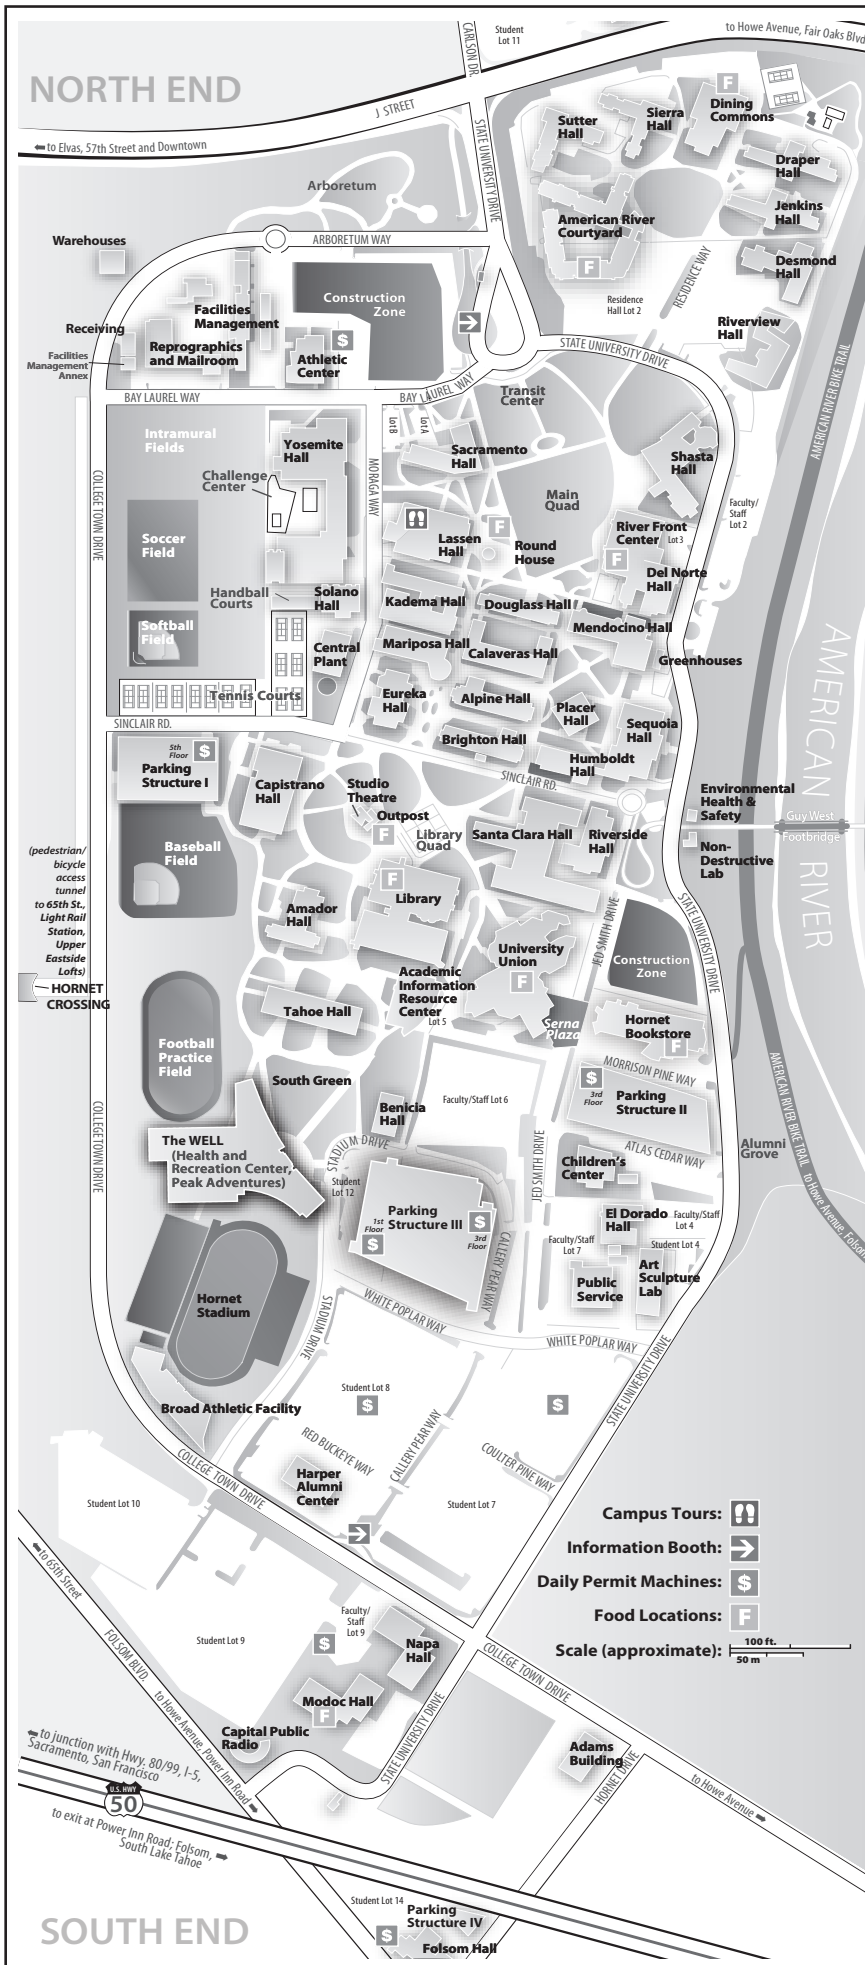 Student
Lot 11
to Howe Avenue, Fair Oaks Blvd
CARLSON DR.
NORTH END
J STREET
to Elvas, 57th Street and Downtown
STATE UNIVERSITY DRIVE
Sutter
Hall
Sierra
Hall
F
Dining
Commons
Draper
Hall
Jenkins
Hall
Desmond
Hall
Arboretum
American River
Courtyard
F
Warehouses
ARBORETUM WAY
Construction
Zone
Residence
Hall Lot 2
RESIDENCE WAY
Riverview
Hall
Facilities
Management
Receiving
Reprographics
and Mailroom
Facilities
Management
Annex
$
Athletic
Center
STATE UNIVERSITY DRIVE
AMERICAN RIVER BIKE TRAIL
BAY LAUREL WAY
BAY LAUREL WAY
Transit
Center
Lot B
Lot A
Intramural
Fields
Yosemite
Hall
Sacramento
Hall
Shasta
Hall
Challenge
Center
MORAGA WAY
COLLEGE TOWN DRIVE
Main
Quad
Faculty/
Staff
Lot 2
Soccer
Field
Lassen
Hall
F
Round
House
River Front
Center
Lot 3
F
Del Norte
Hall
Handball
Courts
Solano
Hall
Kadema Hall
Douglass Hall
Mendocino Hall
Softball
Field
Central
Plant
Mariposa Hall
Calaveras Hall
Greenhouses
Tennis Courts
Eureka
Hall
Alpine Hall
Placer
Hall
Sequoia
Hall
SINCLAIR RD.
Brighton Hall
Humboldt
Hall
SINCLAIR RD.
5th
Floor
$
Parking
Structure I
Capistrano
Hall
Studio
Theatre
Outpost
F
Library
Quad
Santa Clara Hall
Riverside
Hall
Environmental
Health &
Safety
Non-
Destructive
Lab
Guy West
Footbridge
AMERICAN
RIVER
Baseball
Field
(pedestrian/
bicycle
access
tunnel
to 65th St.,
Light Rail
Station,
Upper
Eastside
Lofts)
HORNET
CROSSING
F
Library
Amador
Hall
STATE UNIVERSITY DRIVE
JED SMITH DRIVE
University
Union
F
Construction
Zone
Academic
Information
Resource
Center
Lot 5
Tahoe Hall
Serna
Plaza
Hornet
Bookstore
F
Football
Practice
Field
South Green
Faculty/Staff Lot 6
MORRISON PINE WAY
$
3rd
Floor
Parking
Structure II
AMERICAN RIVER BIKE TRAIL
to Howe Avenue, Folsom
Benicia
Hall
COLLEGE TOWN DRIVE
The WELL
(Health and
Recreation Center,
Peak Adventures)
STADIUM DRIVE
JED SMITH DRIVE
ATLAS CEDAR WAY
Alumni
Grove
Children's
Center
Student
Lot 12
Parking
Structure III
1st
Floor
$
$
3rd
Floor
CALLERY PEAR WAY
El Dorado
Hall
Faculty/Staff
Lot 4
Faculty/Staff
Lot 7
Student Lot 4
Public
Service
Art
Sculpture
Lab
Hornet
Stadium
STADIUM DRIVE
WHITE POPLAR WAY
WHITE POPLAR WAY
STATE UNIVERSITY DRIVE
Student Lot 8
$
$
Broad Athletic Facility
RED BUCKEYE WAY
CALLERY PEAR WAY
COULTER PINE WAY
COLLEGE TOWN DRIVE
Harper
Alumni
Center
Student Lot 10
Student Lot 7
Campus Tours:
Information Booth:
Daily Permit Machines: $
Food Locations: F
Scale (approximate):
100 ft.
50 m
to 65th Street
FOLSOM BLVD.
to Howe Avenue, Power Inn Road
Student Lot 9
Faculty/
Staff
Lot 9
$
Napa
Hall
Modoc Hall
F
COLLEGE TOWN DRIVE
STATE UNIVERSITY DRIVE
Capital Public
Radio
Adams
Building
HORNET DRIVE
to Howe Avenue
to junction with Hwy. 80/99, I-5,
Sacramento, San Francisco
U.S. HWY
50
to exit at Power Inn Road; Folsom,
South Lake Tahoe
SOUTH END
Student Lot 14
Parking
Structure IV
$
Folsom Hall